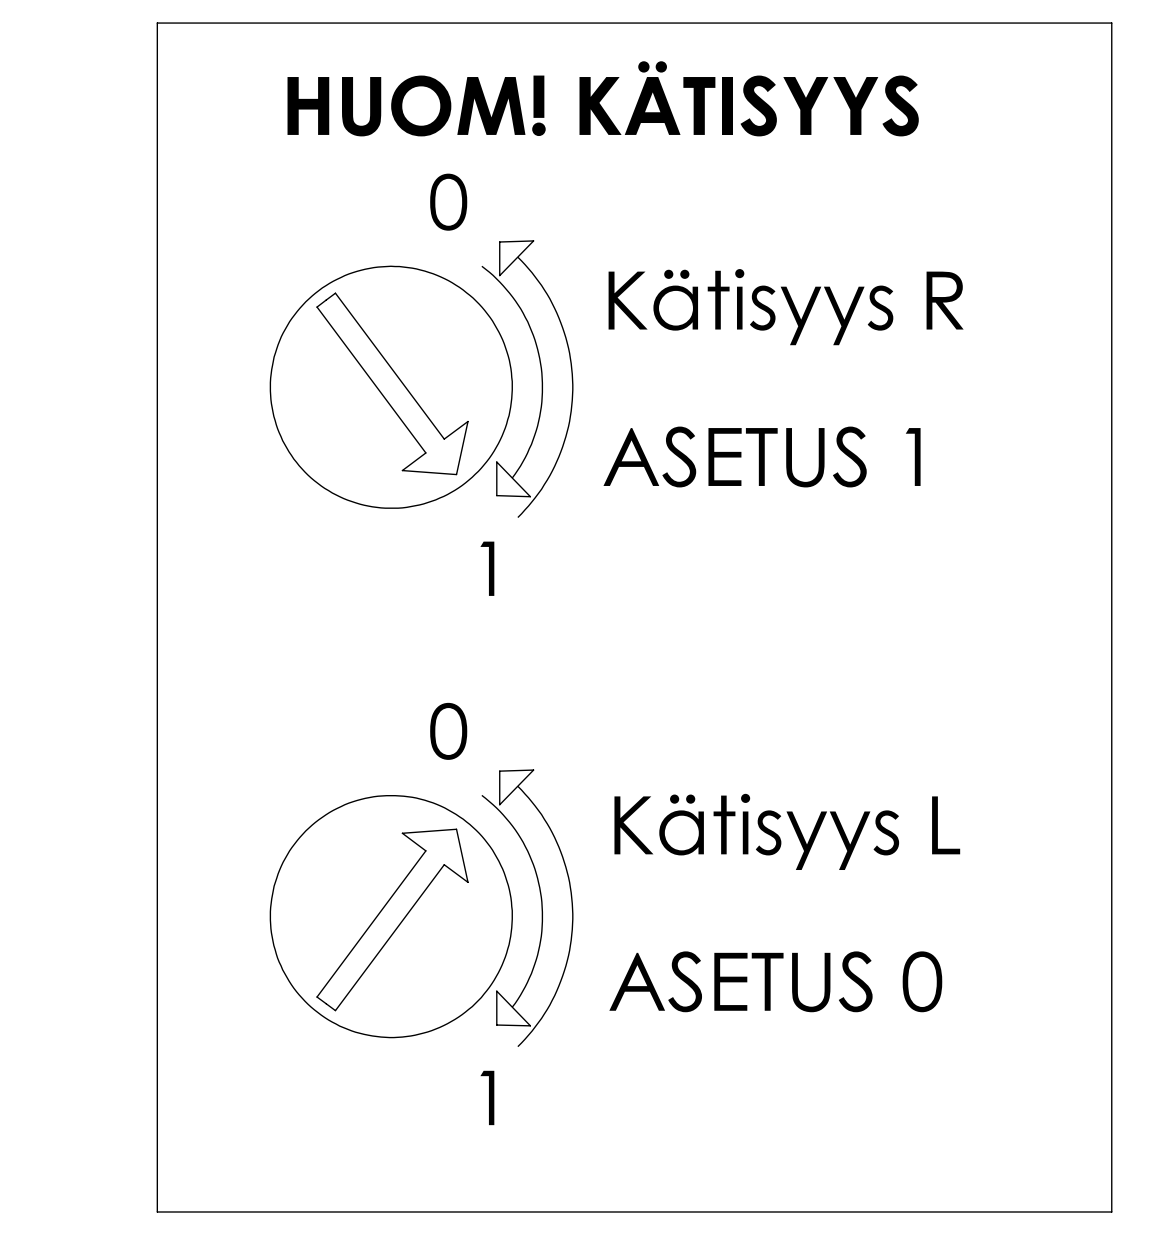 HUOM! KÄTISYYS
0
Kätisyys R
ASETUS 1
1
0
Kätisyys L
ASETUS 0
1